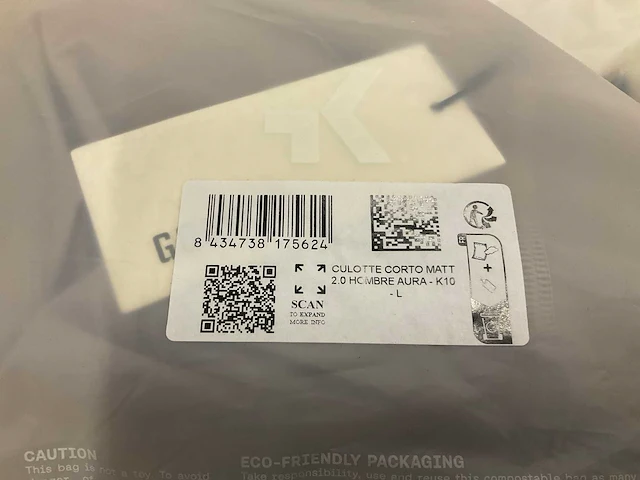 8 434738 175624
CULOTTE CORTO MATT
2.0 HOMBRE AURA - K10
- L
SCAN
TO EXPAND
MORE INFO
CAUTION
This bag is not a toy. To avoid
ECO-FRIENDLY PACKAGING
Take responsibility, use and reuse this compostable bag as many